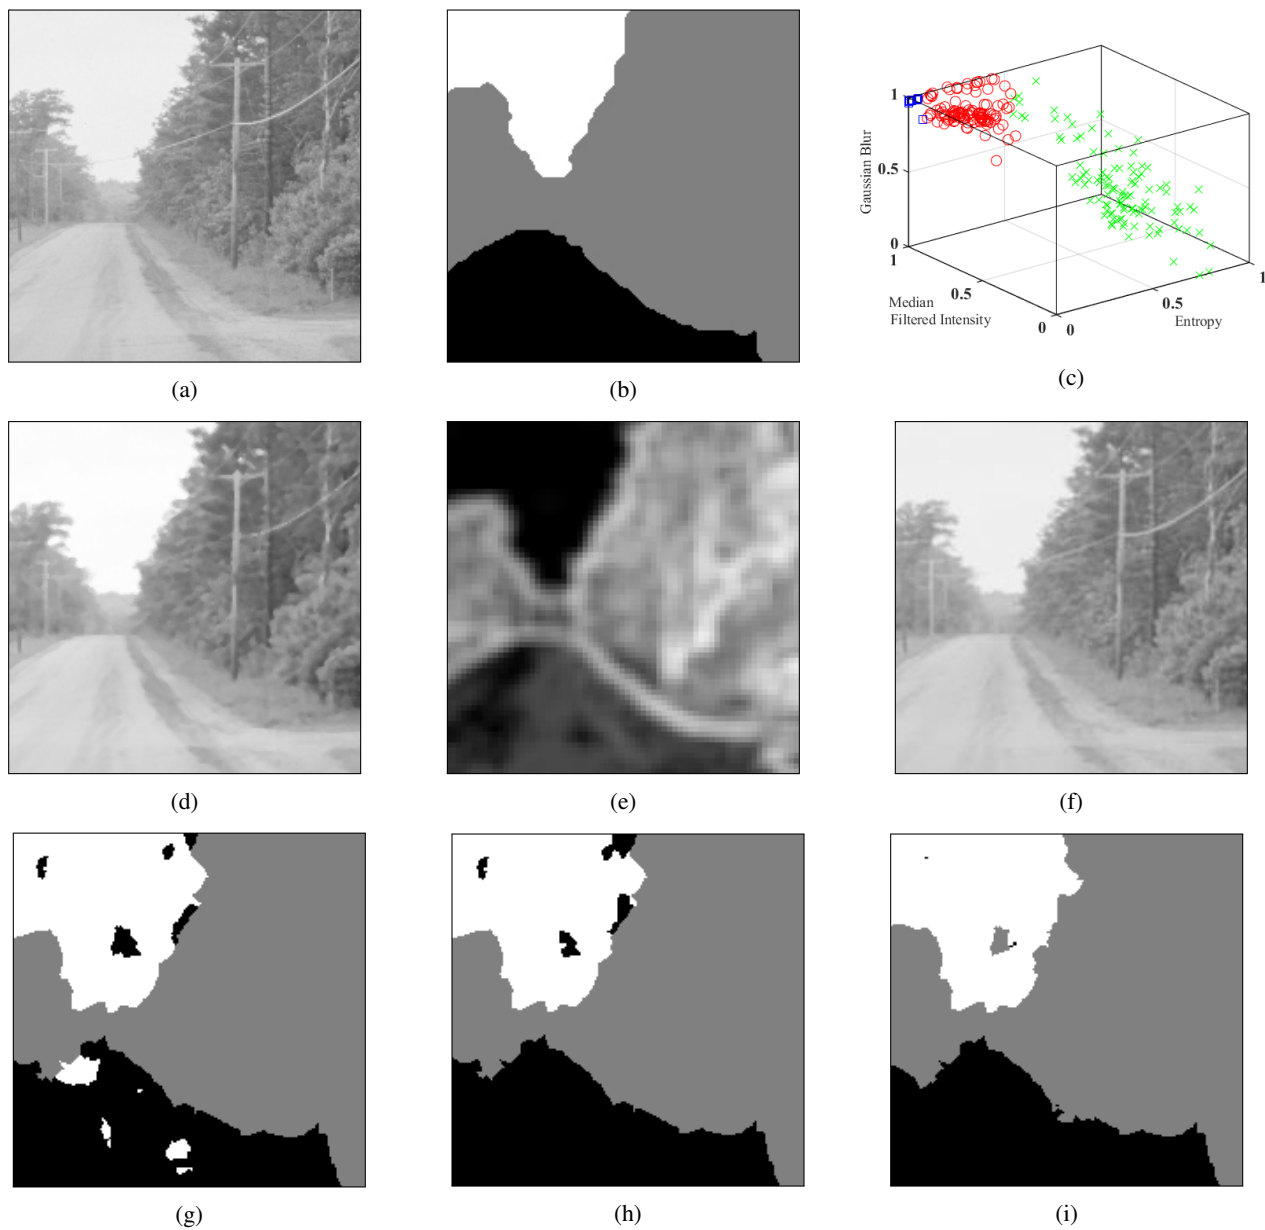 1
0.5
0
Gaussian Blur
1
0.5
0
Median
Filtered Intensity
0
0.5
1
Entropy
(a)
(b)
(c)
(d)
(e)
(f)
(g)
(h)
(i)